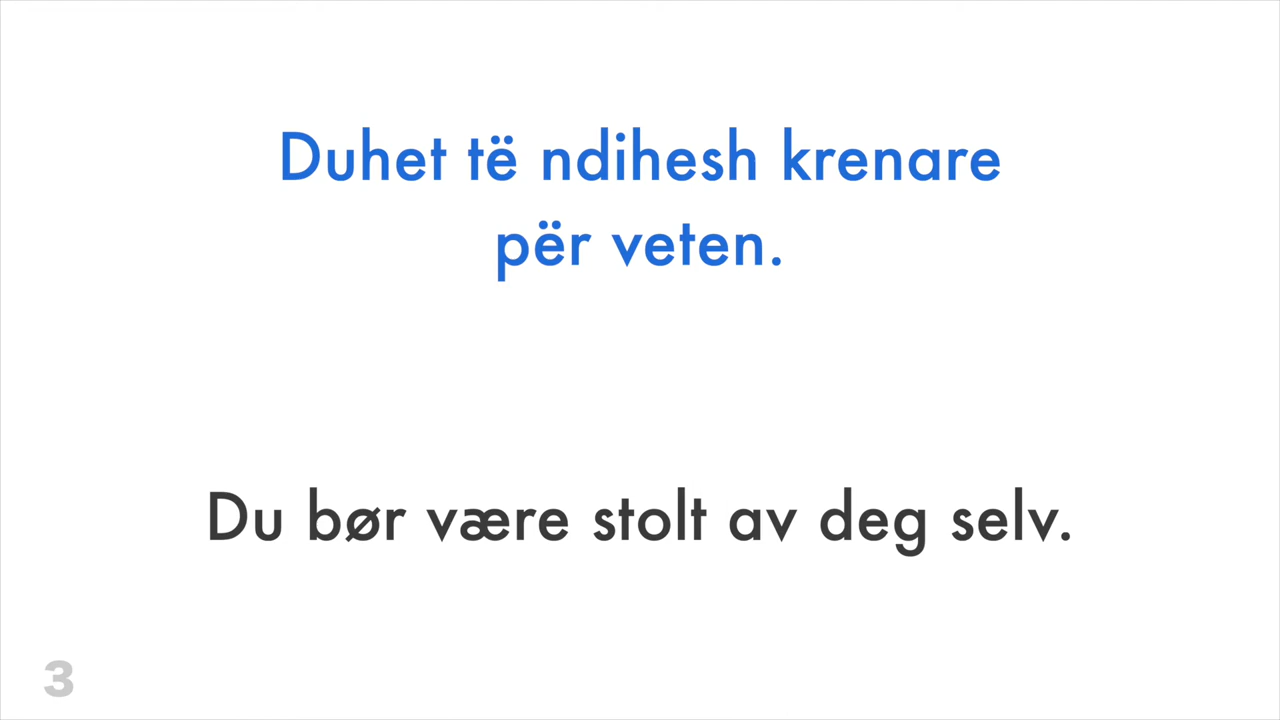 Duhet të ndihesh krenare
për veten.
Du bør være stolt av deg selv.
3